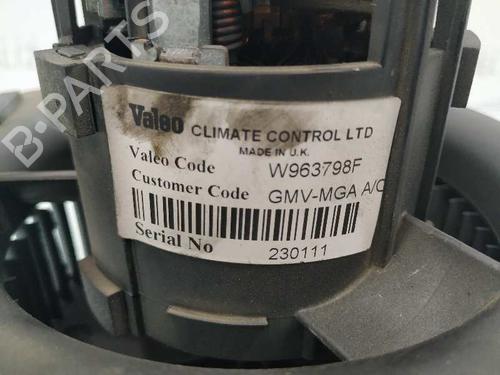 Valeo CLIMATE CONTROL LTD
MADE IN U.K.
Valeo Code W963798F
Customer Code GMV-MGA A/C
Serial No 230111
B-PARTS